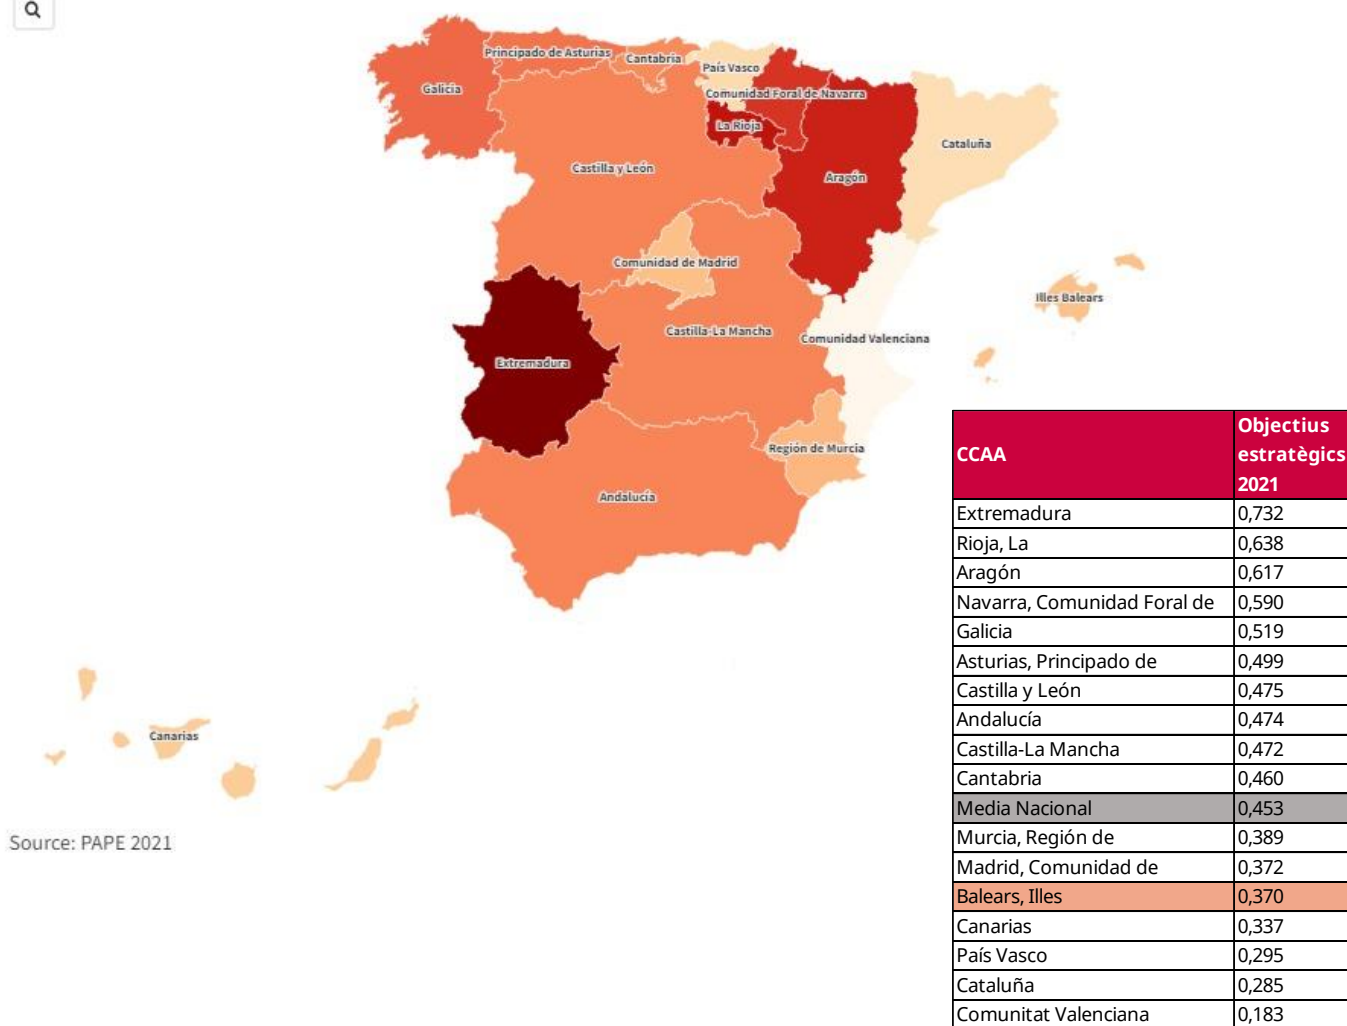 Principado de Asturias
Cantabria
País Vasco
Galicia
Comunidad Foral de Navarra
La Rioja
Cataluña
Castilla y León
Aragón
Comunidad de Madrid
Illes Balears
Castilla-La Mancha
Comunidad Valenciana
Extremadura
Región de Murcia
Andalucía
Canarias
Source: PAPE 2021
CCAA
Objectius
estratègics
2021
Extremadura 0,732
Rioja, La 0,638
Aragón 0,617
Navarra, Comunidad Foral de 0,590
Galicia 0,519
Asturias, Principado de 0,499
Castilla y León 0,475
Andalucía 0,474
Castilla-La Mancha 0,472
Cantabria 0,460
Media Nacional 0,453
Murcia, Región de 0,389
Madrid, Comunidad de 0,372
Balears, Illes 0,370
Canarias 0,337
País Vasco 0,295
Cataluña 0,285
Comunitat Valenciana 0,183